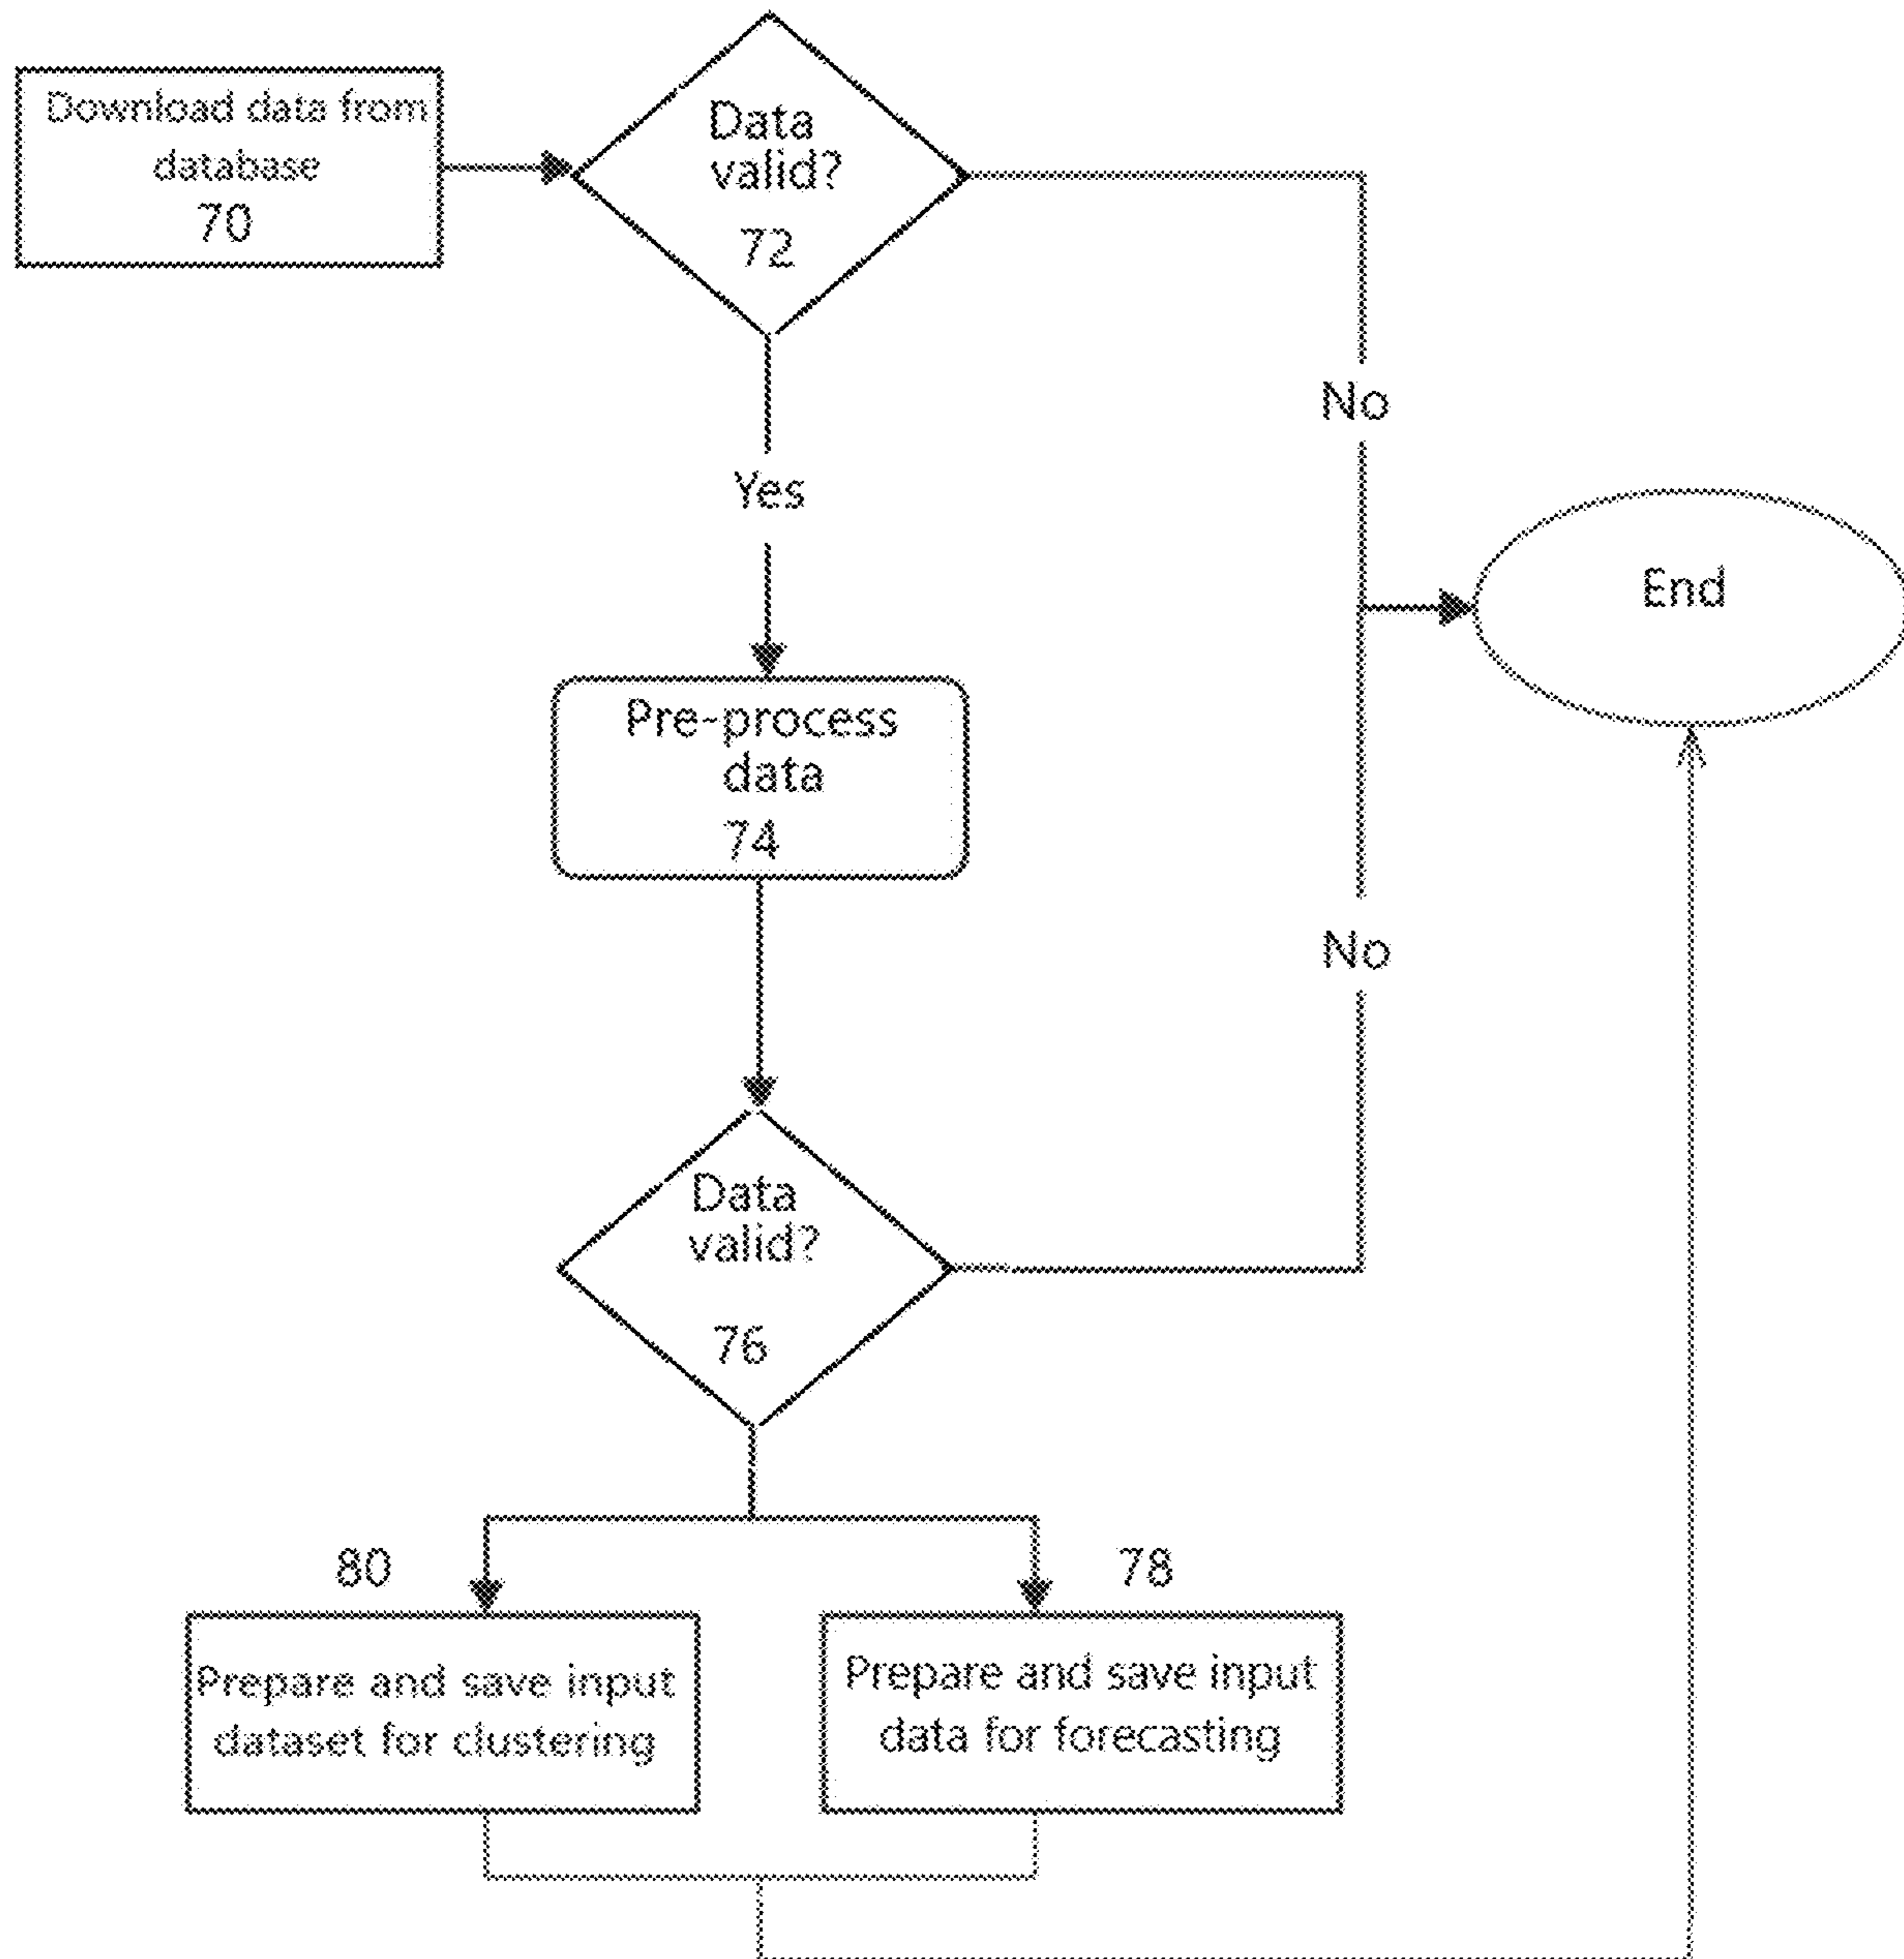 Download data from
database
70
Data
valid?
72
No
Yes
End
Pre-process
data
74
No
Data
valid?
76
80
78
Prepare and save input
dataset for clustering
Prepare and save input
data for forecasting